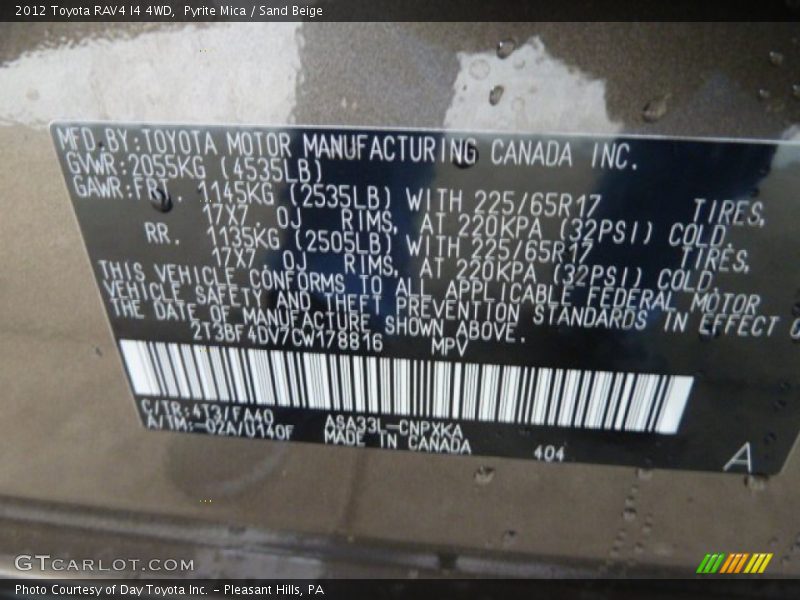 2012 Toyota RAV4 I4 4WD, Pyrite Mica / Sand Beige
MFD.BY:TOYOTA MOTOR MANUFACTURING CANADA INC.
GVWR:2055KG (4535LB)
GAWR:FR. 1145KG (2535LB) WITH 225/65R17 TIRES,
17X7.0J RIMS, AT 220KPA (32PSI) COLD.
RR. 1135KG (2505LB) WITH 225/65R17 TIRES,
17X7.0J RIMS, AT 220KPA (32PSI) COLD.
THIS VEHICLE CONFORMS TO ALL APPLICABLE FEDERAL MOTOR
VEHICLE SAFETY AND THEFT PREVENTION STANDARDS IN EFFECT
THE DATE OF MANUFACTURE SHOWN ABOVE.
2T3BF4DV7CW178816 MPV
C/TR:4T3/FA40 ASA33L-CNPXKA
A/TM:-02A/U140F MADE IN CANADA 404 A
GTCARLOT.COM
Photo Courtesy of Day Toyota Inc. - Pleasant Hills, PA